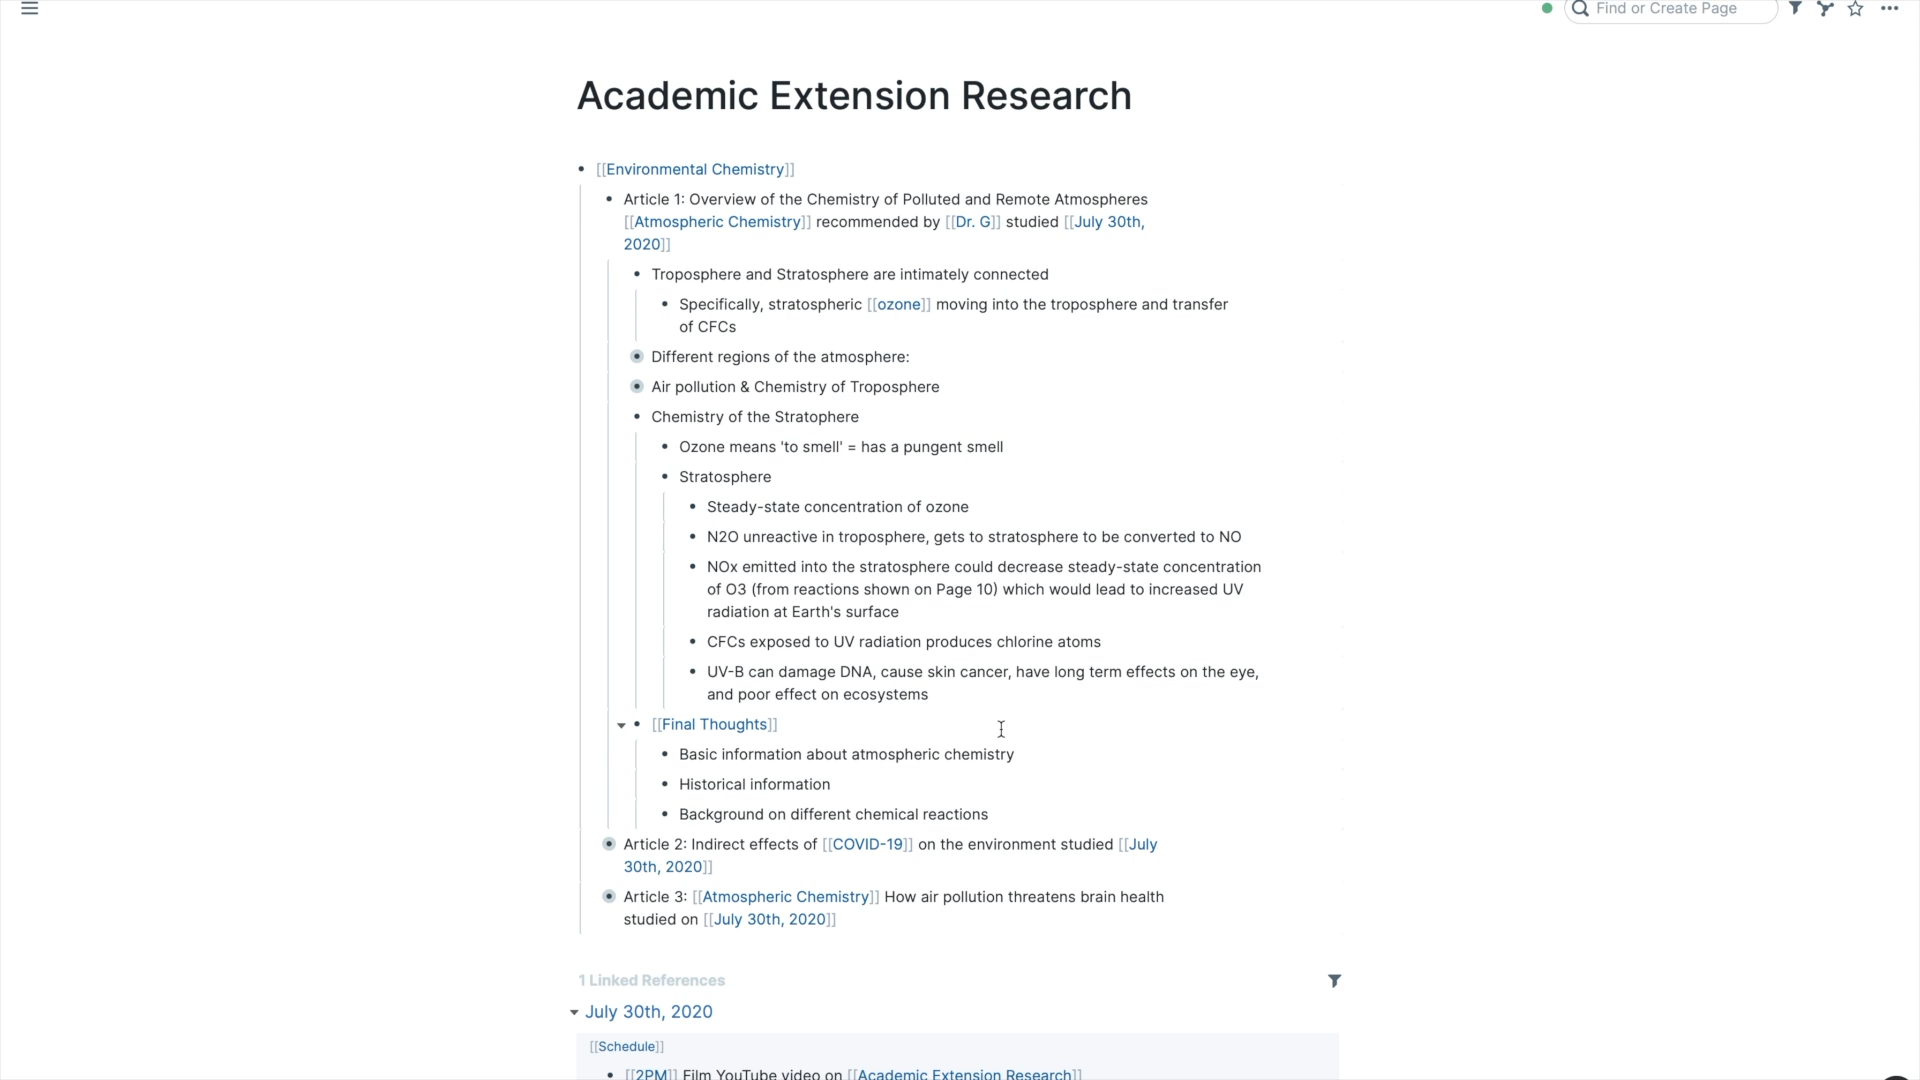 Find or Create Page
Academic Extension Research
[[Environmental Chemistry]]
Article 1: Overview of the Chemistry of Polluted and Remote Atmospheres
[[Atmospheric Chemistry]] recommended by [[Dr. G]] studied [[July 30th,
2020]]
Troposphere and Stratosphere are intimately connected
Specifically, stratospheric [[ozone]] moving into the troposphere and transfer
of CFCs
Different regions of the atmosphere:
Air pollution & Chemistry of Troposphere
Chemistry of the Stratophere
Ozone means 'to smell' = has a pungent smell
Stratosphere
Steady-state concentration of ozone
N2O unreactive in troposphere, gets to stratosphere to be converted to NO
NOx emitted into the stratosphere could decrease steady-state concentration
of O3 (from reactions shown on Page 10) which would lead to increased UV
radiation at Earth's surface
CFCs exposed to UV radiation produces chlorine atoms
UV-B can damage DNA, cause skin cancer, have long term effects on the eye,
and poor effect on ecosystems
[[Final Thoughts]]
Basic information about atmospheric chemistry
Historical information
Background on different chemical reactions
Article 2: Indirect effects of [[COVID-19]] on the environment studied [[July
30th, 2020]]
Article 3: [[Atmospheric Chemistry]] How air pollution threatens brain health
studied on [[July 30th, 2020]]
1 Linked References
July 30th, 2020
[[Schedule]]
[[2PM]] Film YouTube video on [[Academic Extension Research]]